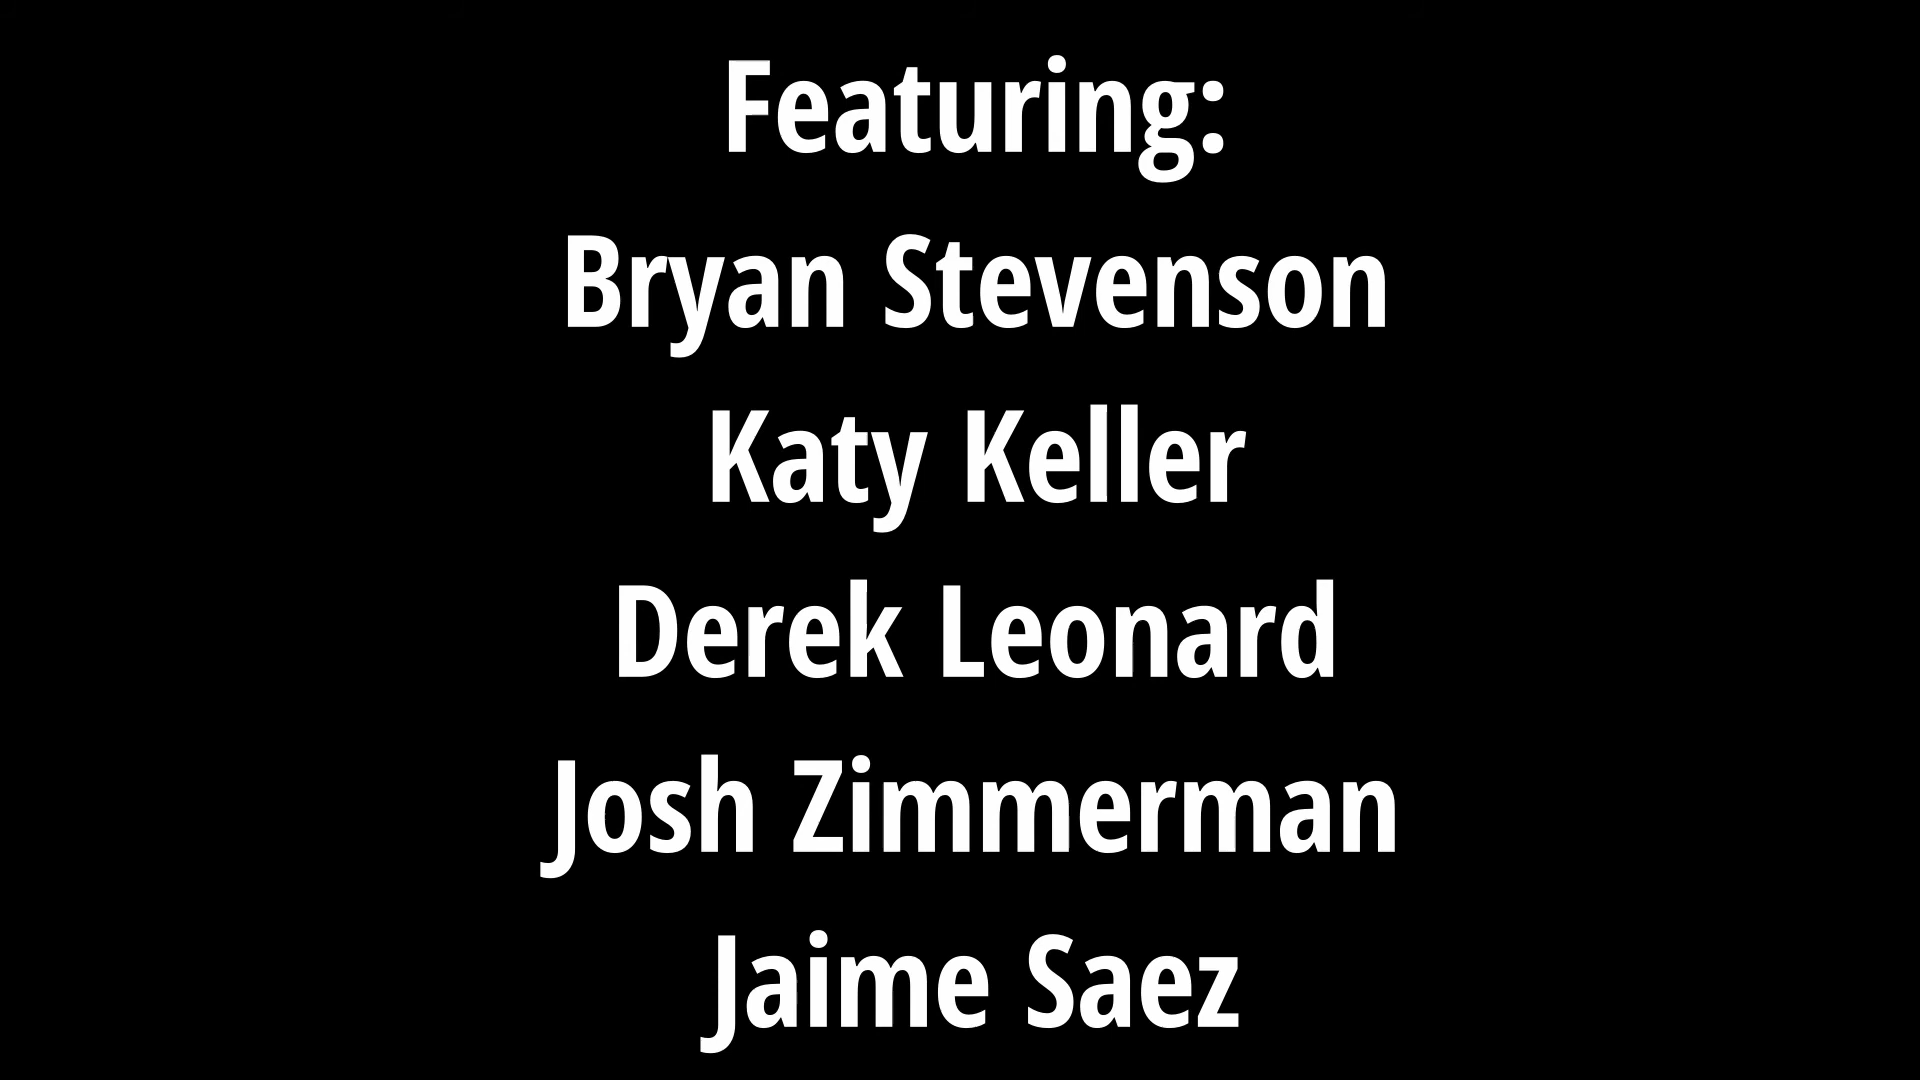 Featuring:
Bryan Stevenson
Katy Keller
Derek Leonard
Josh Zimmerman
Jaime Saez